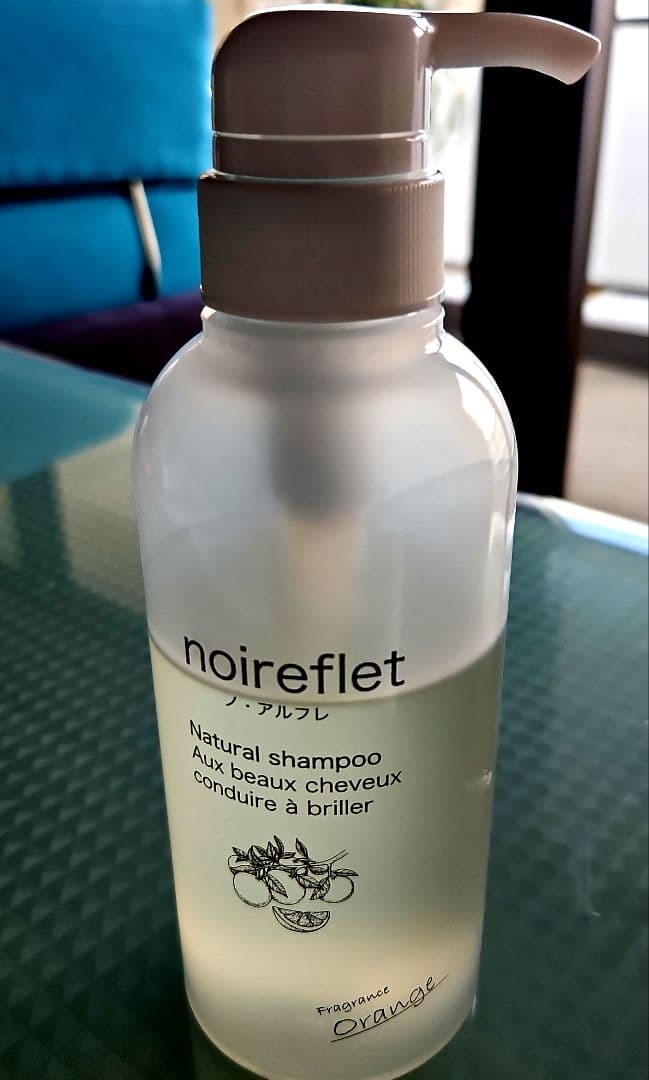 noireflet
ノ・アルフレ
Natural shampoo
Aux beaux cheveux
conduire à briller
Fragrance
Orange